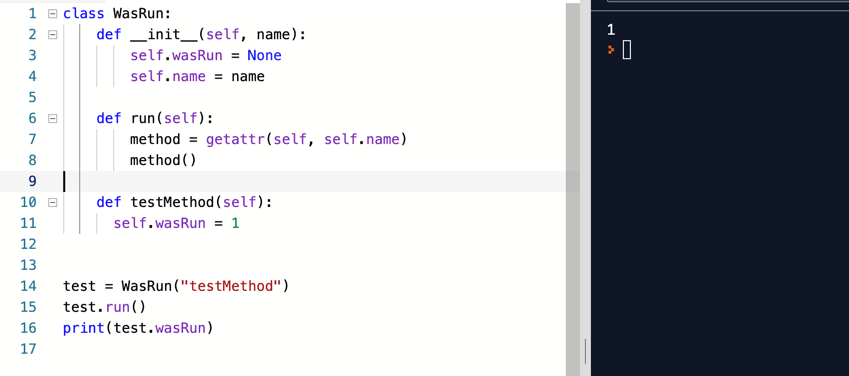 1 class WasRun:
2 def __init__(self, name):
3 self.wasRun = None
4 self.name = name
5
6 def run(self):
7 method = getattr(self, self.name)
8 method()
9
10 def testMethod(self):
11 self.wasRun = 1
12
13
14 test = WasRun("testMethod")
15 test.run()
16 print(test.wasRun)
17
1
>